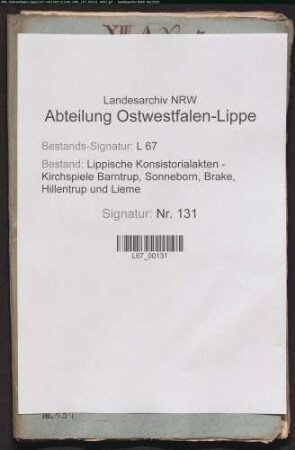 Landesarchiv NRW
Abteilung Ostwestfalen-Lippe
Bestands-Signatur: L 67
Bestand: Lippische Konsistorialakten -
Kirchspiele Barntrup, Sonneborn, Brake,
Hillentrup und Lieme
Signatur: Nr. 131
L67_00131